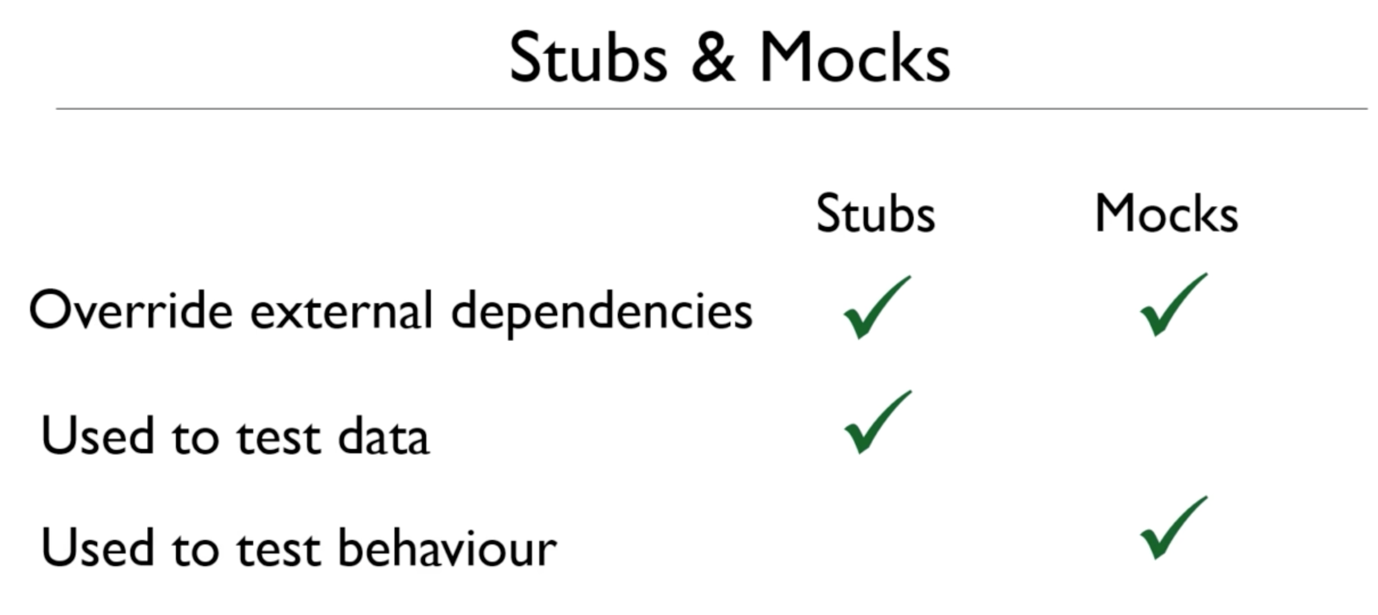 Stubs & Mocks
Stubs Mocks
Override external dependencies ✓ ✓
Used to test data ✓
Used to test behaviour ✓